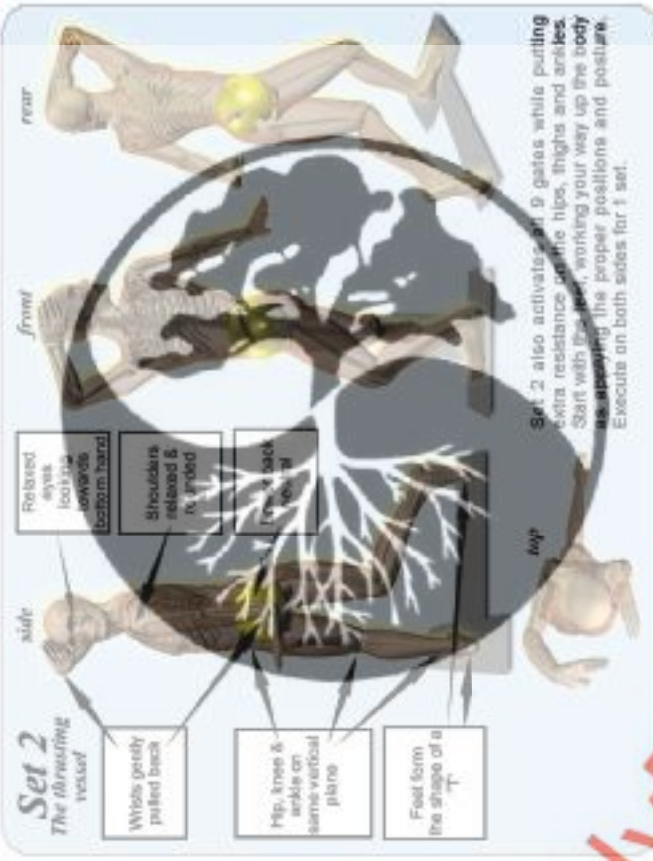 Set 2
The thrusting
vessel
side
front
rear
Wrists gently
pulled back
Hip, knee &
ankle on
same vertical
plane
Feet form
the shape of a
"T"
Relaxed
eyes
looking
towards
bottom hand
Shoulders
relaxed &
rounded
back
top
Set 2 also activates all 9 gates while putting
extra resistance on the hips, thighs and ankles.
Start with the feet, working your way up the body
as applying the proper positions and posture.
Execute on both sides for 1 set.